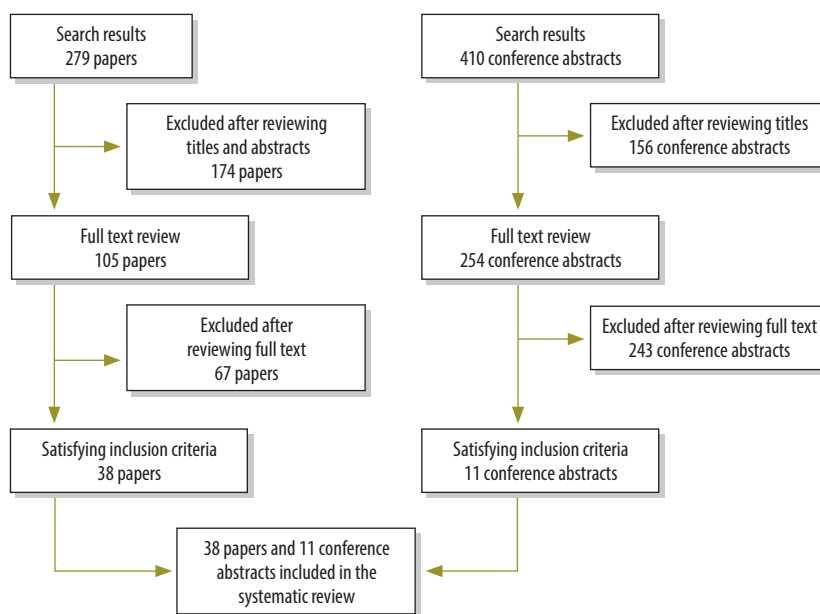 Search results
279 papers
Excluded after reviewing
titles and abstracts
174 papers
Full text review
105 papers
Excluded after
reviewing full text
67 papers
Satisfying inclusion criteria
38 papers
Search results
410 conference abstracts
Excluded after reviewing titles
156 conference abstracts
Full text review
254 conference abstracts
Excluded after reviewing full text
243 conference abstracts
Satisfying inclusion criteria
11 conference abstracts
38 papers and 11 conference
abstracts included in the
systematic review